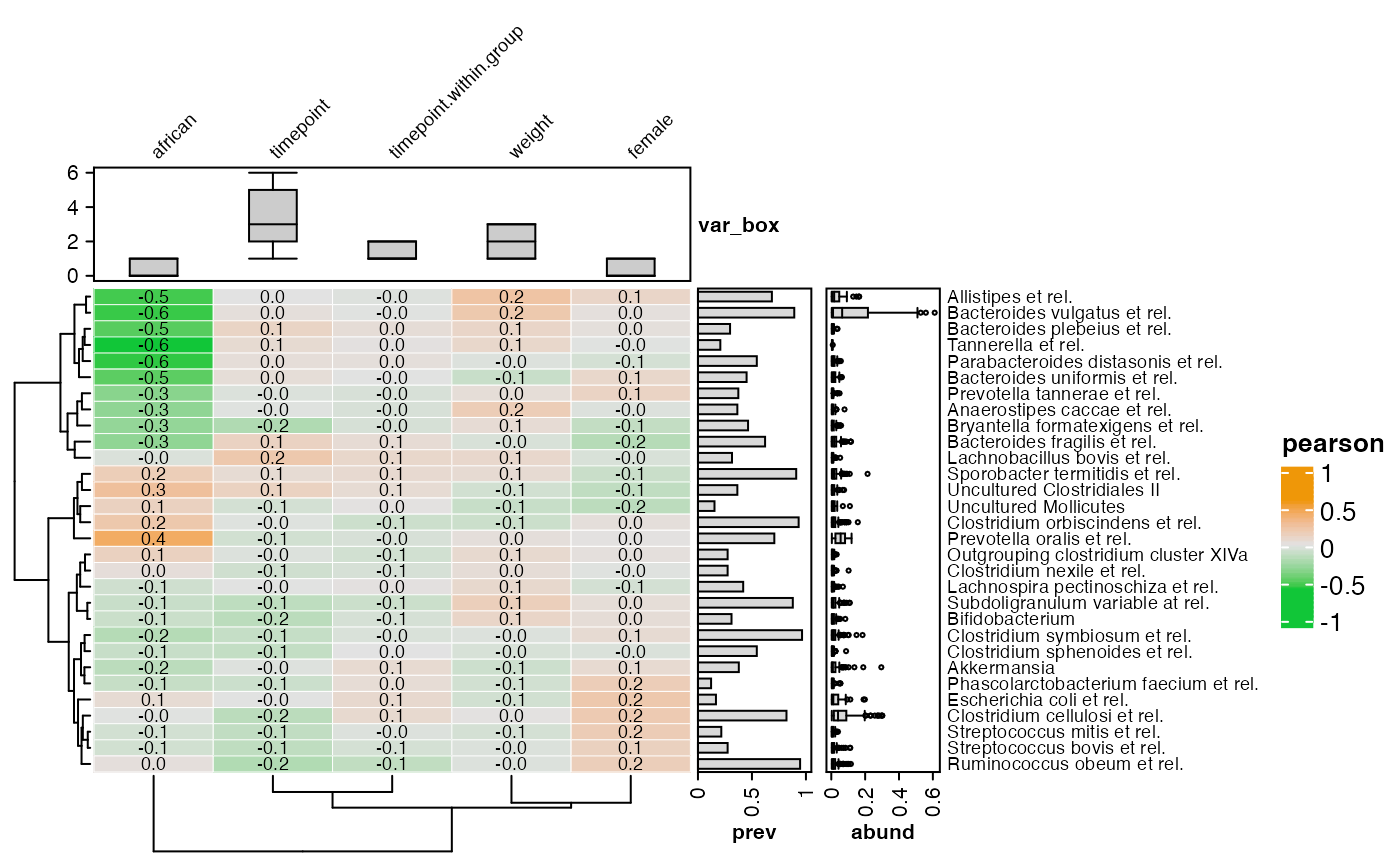 african timepoint timepoint.within.group weight female
6
4
2
0
var_box
-0.5 0.0 -0.0 0.2 0.1 Allistipes et rel.
-0.6 0.0 -0.0 0.2 0.0 Bacteroides vulgatus et rel.
-0.5 0.1 0.0 0.1 0.0 Bacteroides plebeius et rel.
-0.6 0.1 0.0 0.1 -0.0 Tannerella et rel.
-0.6 0.0 0.0 -0.0 -0.1 Parabacteroides distasonis et rel.
-0.5 0.0 -0.0 -0.1 0.1 Bacteroides uniformis et rel.
-0.3 -0.0 -0.0 0.0 0.1 Prevotella tannerae et rel.
-0.3 -0.0 -0.0 0.2 -0.0 Anaerostipes caccae et rel.
-0.3 -0.2 -0.0 0.1 -0.1 Bryantella formatexigens et rel.
-0.3 0.1 0.1 -0.0 -0.2 Bacteroides fragilis et rel.
-0.0 0.2 0.1 0.1 -0.0 Lachnobacillus bovis et rel.
0.2 0.1 0.1 0.1 -0.1 Sporobacter termitidis et rel.
0.3 0.1 0.1 -0.1 -0.1 Uncultured Clostridiales II
0.1 -0.1 0.0 -0.1 -0.2 Uncultured Mollicutes
0.2 -0.0 -0.1 -0.1 0.0 Clostridium orbiscindens et rel.
0.4 -0.1 -0.0 0.0 0.0 Prevotella oralis et rel.
0.1 -0.0 -0.1 0.0 -0.0 Outgrouping clostridium cluster XIVa
0.0 -0.1 -0.1 0.1 -0.0 Clostridium nexile et rel.
-0.1 -0.1 0.0 0.1 -0.1 Lachnospira pectinoschiza et rel.
-0.1 -0.1 -0.1 0.1 0.0 Subdoligranulum variable at rel.
-0.1 -0.2 -0.1 0.1 0.0 Bifidobacterium
-0.2 -0.1 -0.0 -0.0 0.1 Clostridium symbiosum et rel.
-0.1 -0.1 0.0 -0.0 -0.0 Clostridium sphenoides et rel.
-0.2 -0.0 0.1 -0.1 0.1 Akkermansia
-0.1 -0.1 0.0 -0.1 0.2 Phascolarctobacterium faecium et rel.
0.1 -0.0 0.1 -0.1 0.2 Escherichia coli et rel.
-0.0 -0.2 0.1 0.0 0.2 Clostridium cellulosi et rel.
-0.1 -0.1 -0.0 -0.1 0.2 Streptococcus mitis et rel.
-0.1 -0.1 -0.1 -0.0 0.1 Streptococcus bovis et rel.
0.0 -0.2 -0.1 -0.0 0.2 Ruminococcus obeum et rel.
0 0.5 1
prev
0 0.2 0.4 0.6
abund
pearson
1
0.5
0
-0.5
-1